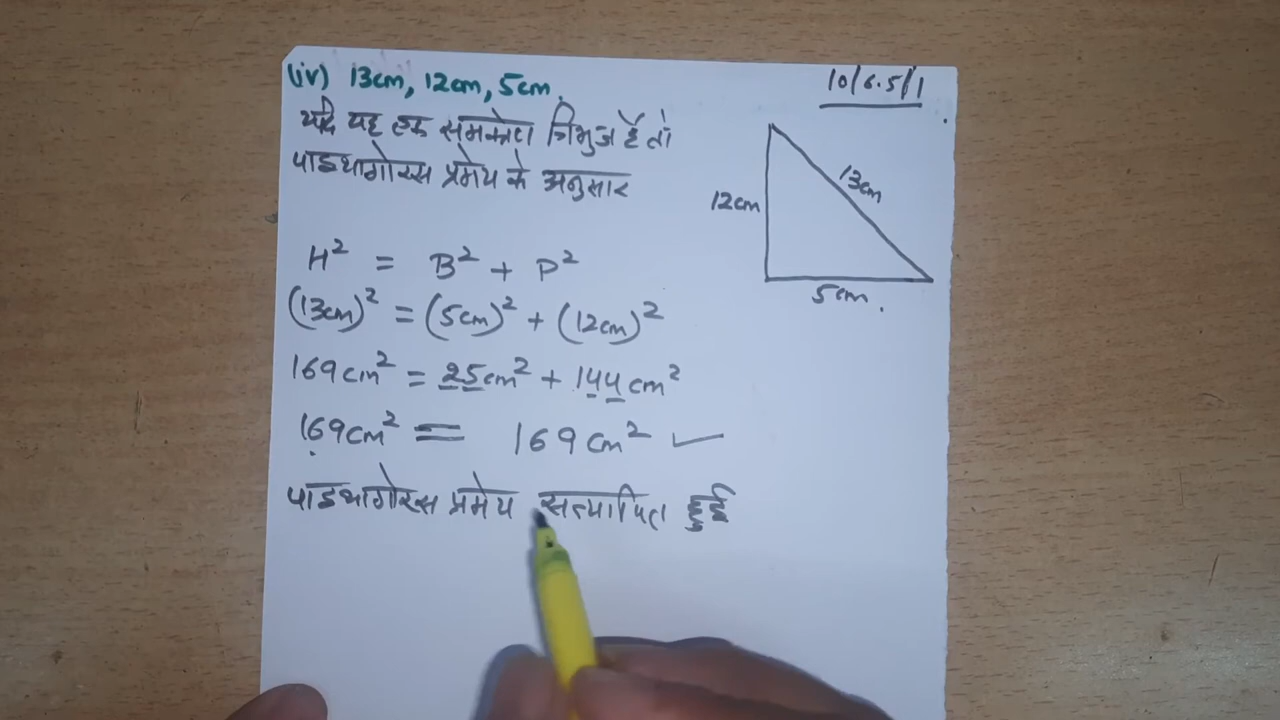 (iv) 13cm, 12cm, 5cm.
10/6.5/1
यदि यह एक समकोण त्रिभुज है तो
पाइथागोरस प्रमेय के अनुसार
12cm
13cm
5cm.
H² = B² + P²
(13cm)² = (5cm)² + (12cm)²
169cm² = 25cm² + 144cm²
169cm² = 169cm² ✓
पाइथागोरस प्रमेय सत्यापित हुई